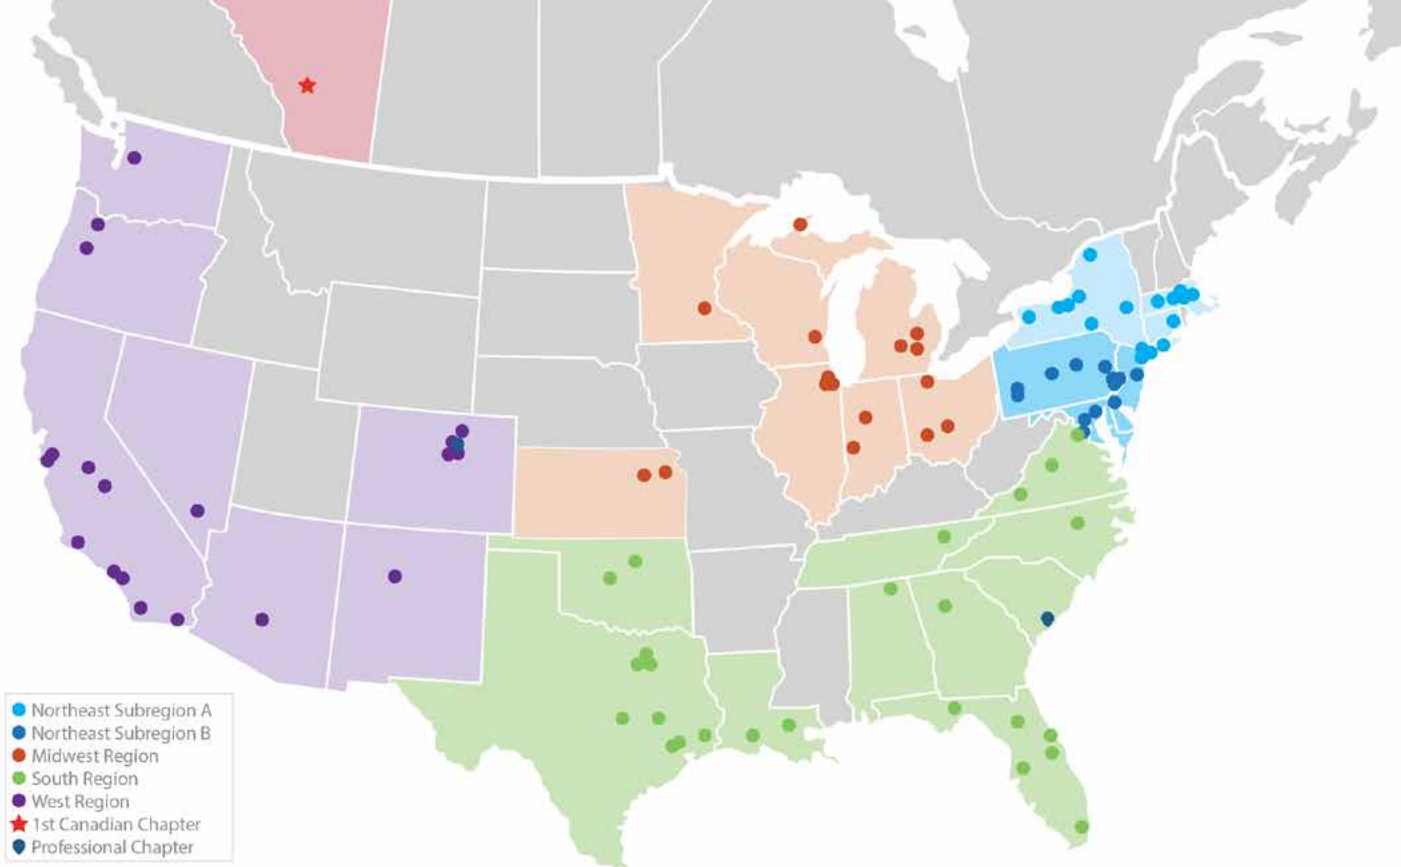 Northeast Subregion A
Northeast Subregion B
Midwest Region
South Region
West Region
1st Canadian Chapter
Professional Chapter